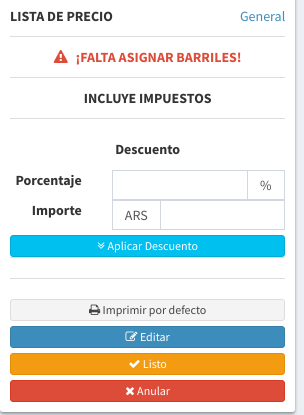 LISTA DE PRECIO General
¡FALTA ASIGNAR BARRILES!
INCLUYE IMPUESTOS
Descuento
Porcentaje %
Importe ARS
Aplicar Descuento
Imprimir por defecto
Editar
Listo
Anular